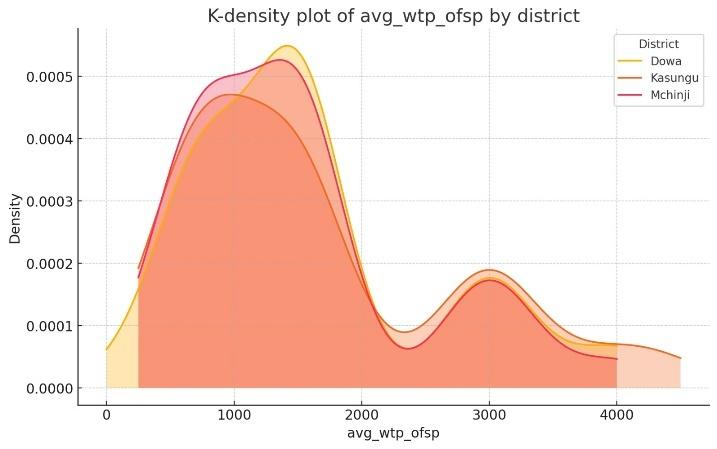 K-density plot of avg_wtp_ofsp by district
District
Dowa
Kasungu
Mchinji
0.0005
0.0004
0.0003
0.0002
0.0001
0.0000
Density
0 1000 2000 3000 4000
avg_wtp_ofsp